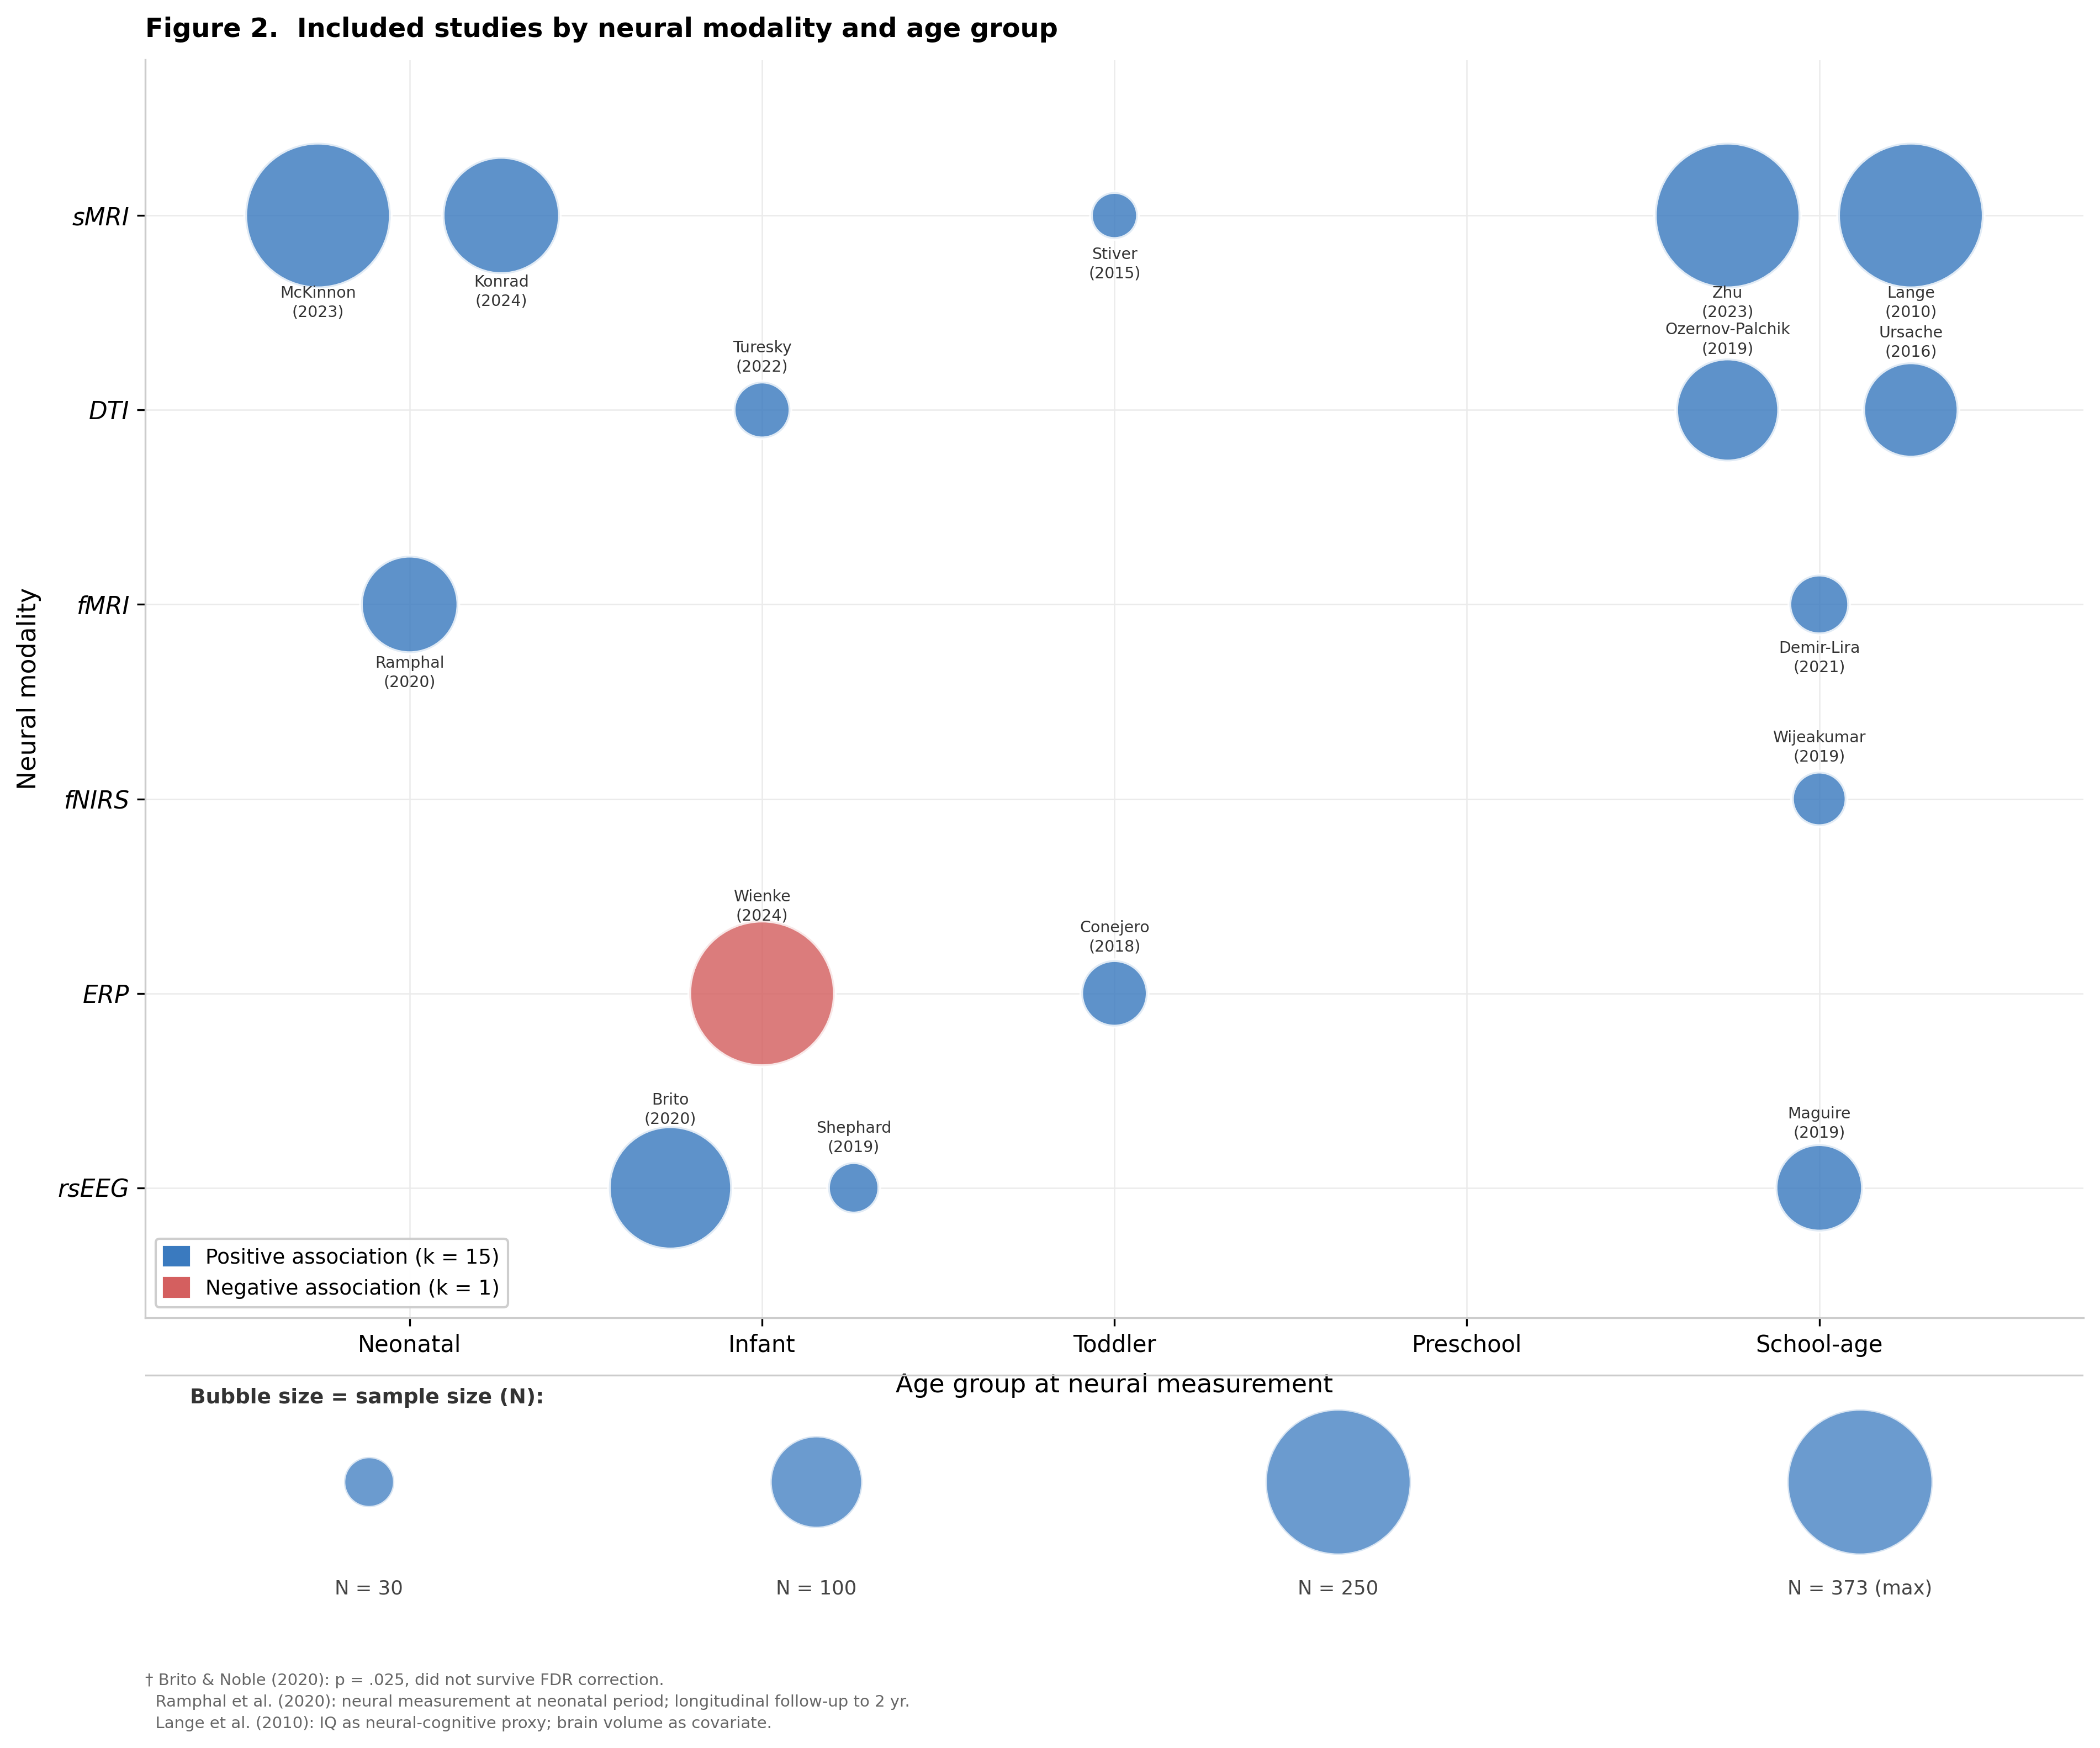 Figure 2.  Included studies by neural modality and age group
Neural modality
sMRI
McKinnon
(2023)
Konrad
(2024)
Stiver
(2015)
Zhu
(2023)
Lange
(2010)
DTI
Turesky
(2022)
Ozernov-Palchik
(2019)
Ursache
(2016)
fMRI
Ramphal
(2020)
Demir-Lira
(2021)
fNIRS
Wijeakumar
(2019)
ERP
Wienke
(2024)
Conejero
(2018)
rsEEG
Brito
(2020)
Shephard
(2019)
Maguire
(2019)
Positive association (k = 15)
Negative association (k = 1)
Neonatal
Infant
Toddler
Preschool
School-age
Age group at neural measurement
Bubble size = sample size (N):
N = 30
N = 100
N = 250
N = 373 (max)
† Brito & Noble (2020): p = .025, did not survive FDR correction.
Ramphal et al. (2020): neural measurement at neonatal period; longitudinal follow-up to 2 yr.
Lange et al. (2010): IQ as neural-cognitive proxy; brain volume as covariate.